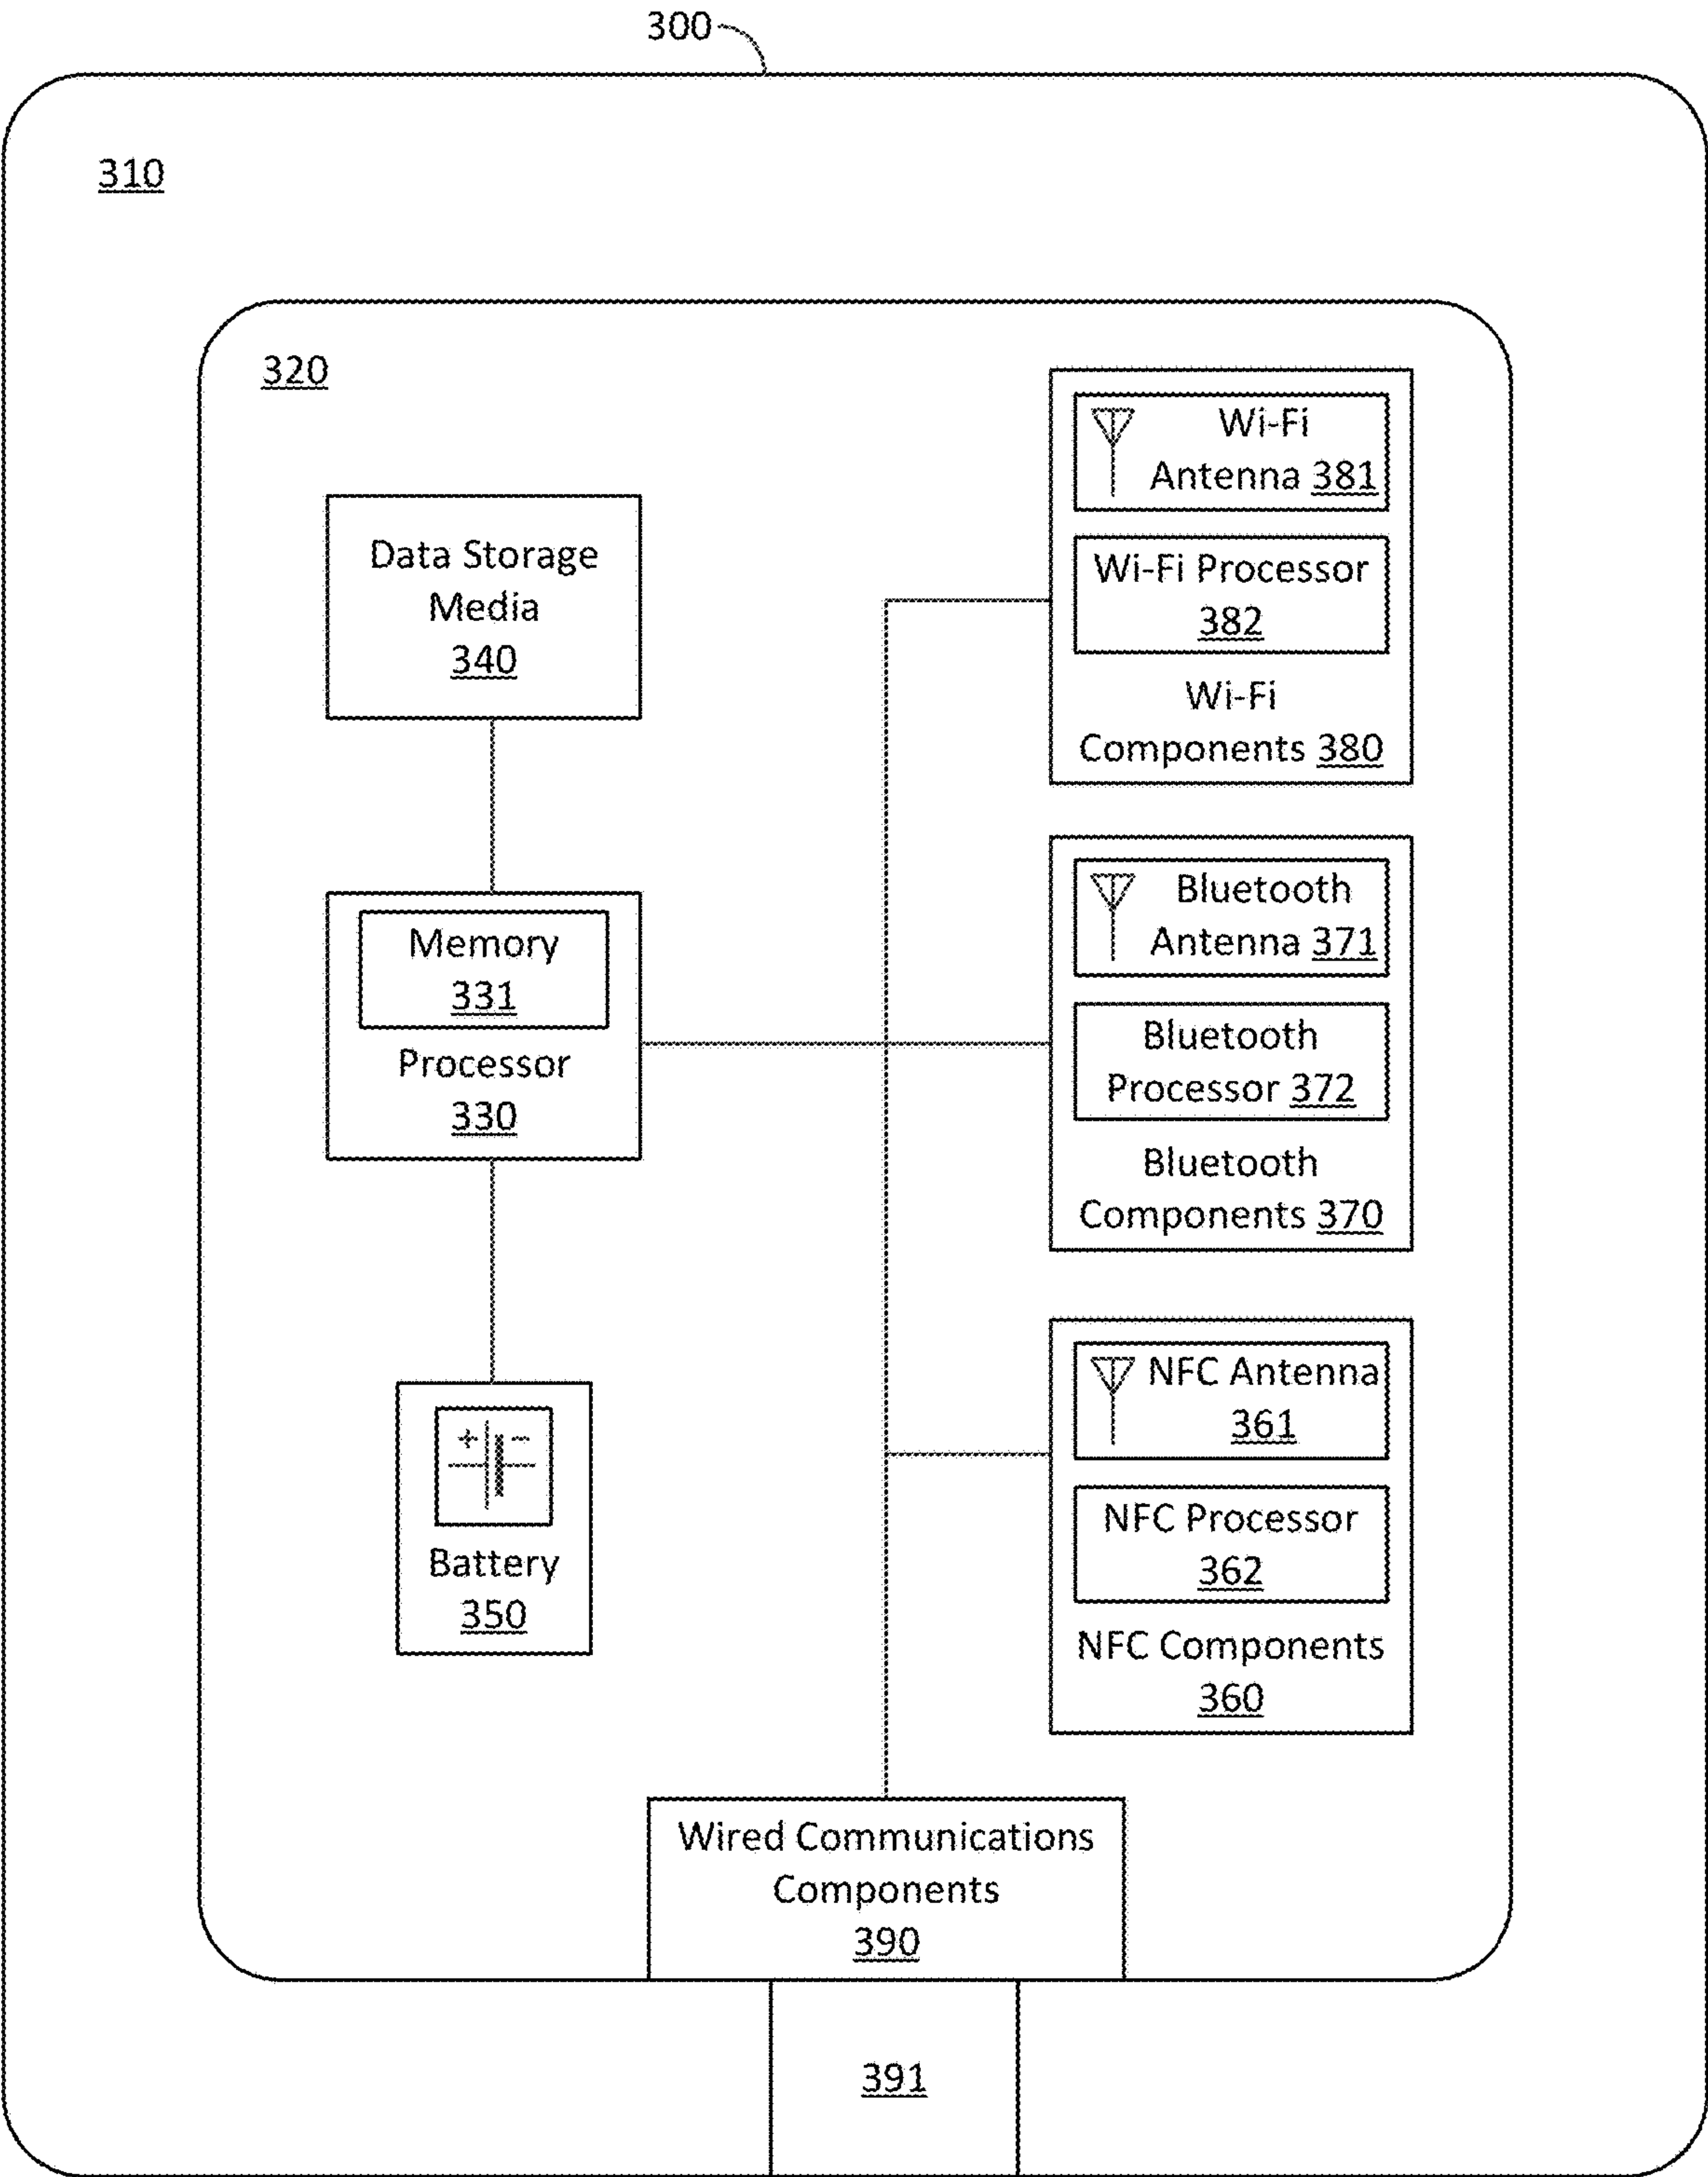 300
310
320
Data Storage
Media
340
Memory
331
Processor
330
+ −
Battery
350
Wi-Fi
Antenna 381
Wi-Fi Processor
382
Wi-Fi
Components 380
Bluetooth
Antenna 371
Bluetooth
Processor 372
Bluetooth
Components 370
NFC Antenna
361
NFC Processor
362
NFC Components
360
Wired Communications
Components
390
391